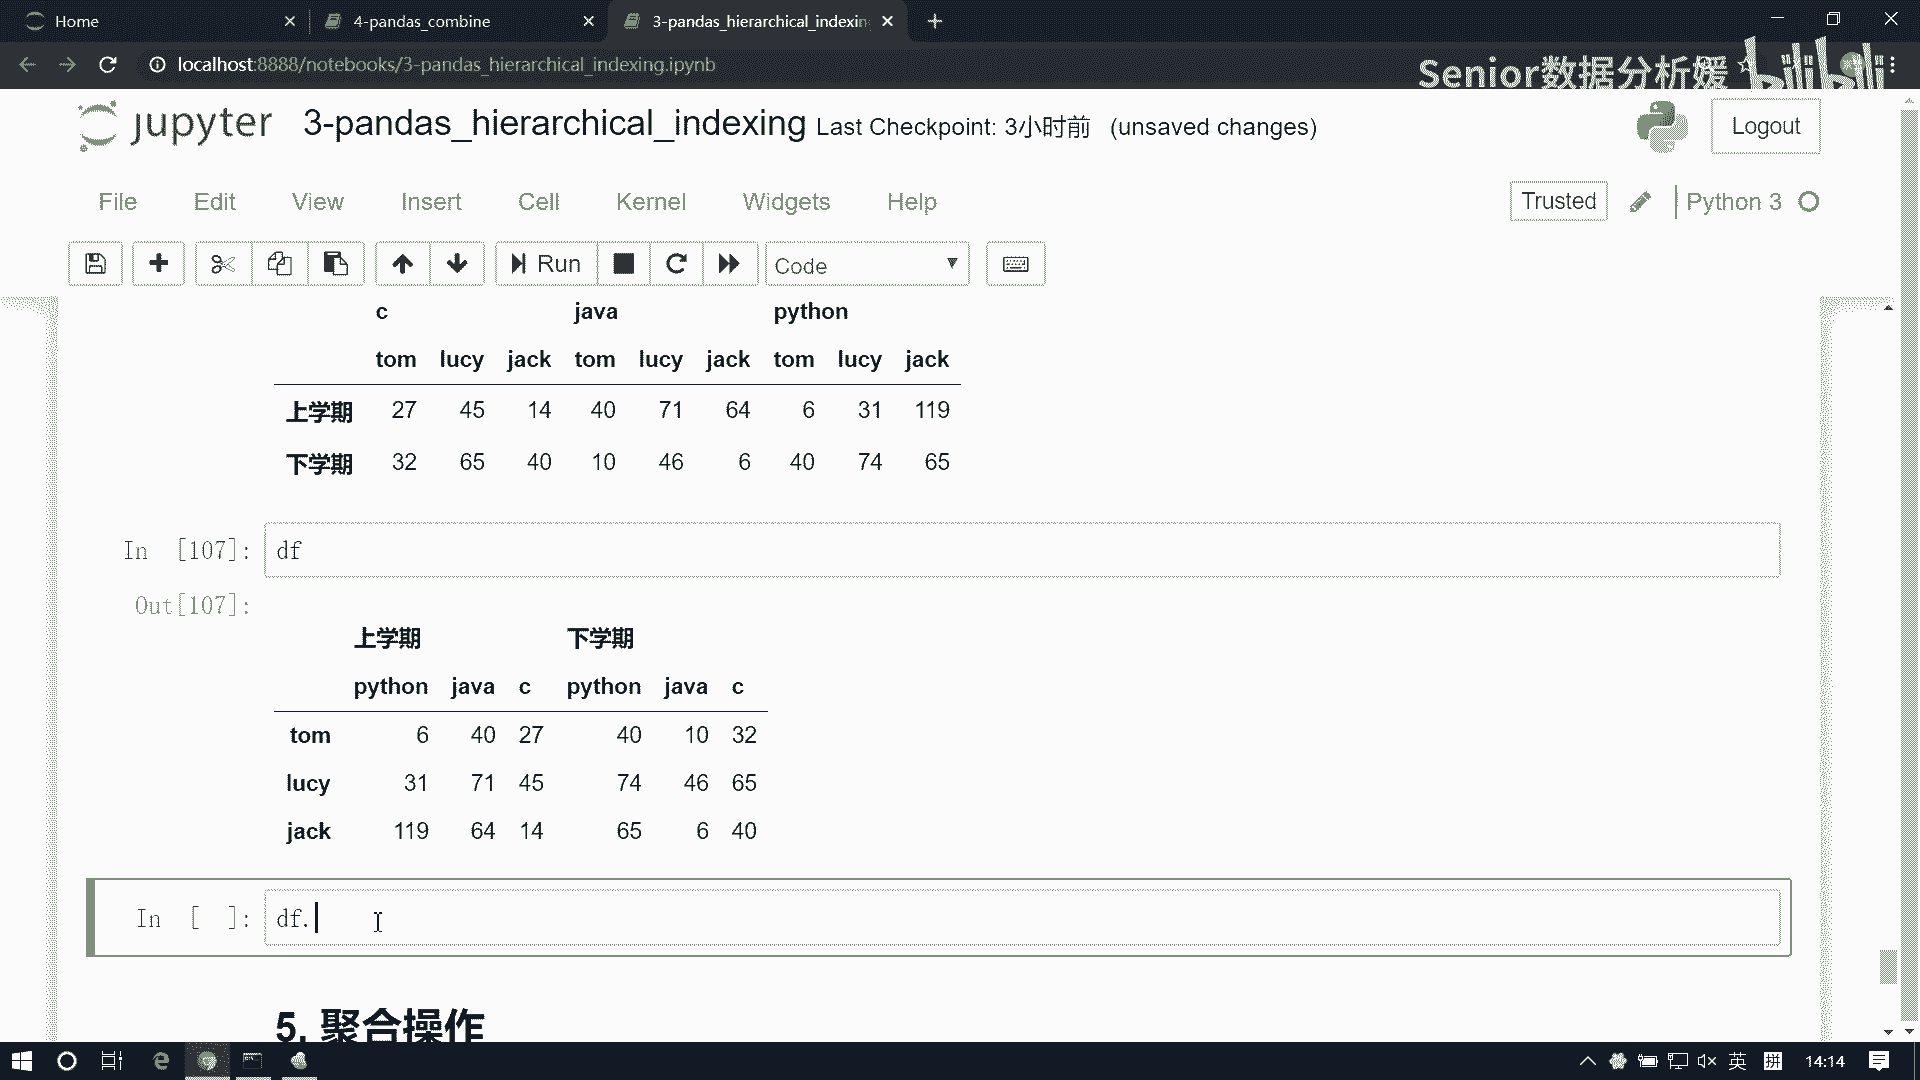 Home
4-pandas_combine
3-pandas_hierarchical_indexin
localhost:8888/notebooks/3-pandas_hierarchical_indexing.ipynb
Senior数据分析媛 bilibili
jupyter 3-pandas_hierarchical_indexing Last Checkpoint: 3小时前 (unsaved changes)
Logout
File Edit View Insert Cell Kernel Widgets Help
Trusted Python 3
Run Code
c java python
tom lucy jack tom lucy jack tom lucy jack
上学期 27 45 14 40 71 64 6 31 119
下学期 32 65 40 10 46 6 40 74 65
In [107]: df
Out[107]:
上学期 下学期
python java c python java c
tom 6 40 27 40 10 32
lucy 31 71 45 74 46 65
jack 119 64 14 65 6 40
In [ ]: df.
5. 聚合操作
英 拼 14:14